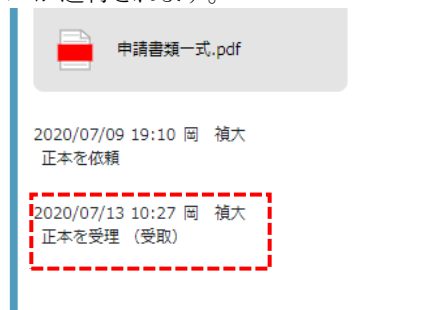 申請書類一式.pdf
2020/07/09 19:10 岡　禎大
正本を依頼
2020/07/13 10:27 岡　禎大
正本を受理 （受取）